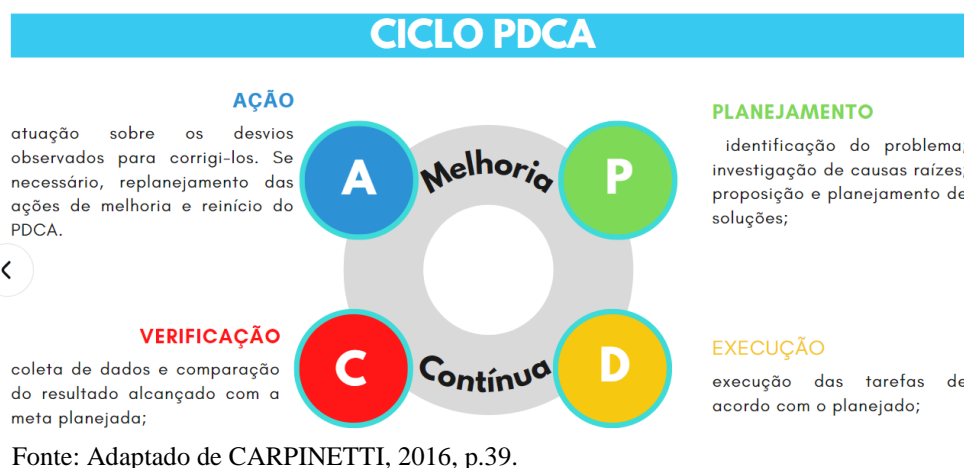 CICLO PDCA
AÇÃO
atuação sobre os desvios
observados para corrigi-los. Se
necessário, replanejamento das
ações de melhoria e reinício do
PDCA.
A
Melhoria
P
PLANEJAMENTO
identificação do problema;
investigação de causas raízes;
proposição e planejamento de
soluções;
VERIFICAÇÃO
coleta de dados e comparação
do resultado alcançado com a
meta planejada;
C
Contínua
D
EXECUÇÃO
execução das tarefas de
acordo com o planejado;
Fonte: Adaptado de CARPINETTI, 2016, p.39.